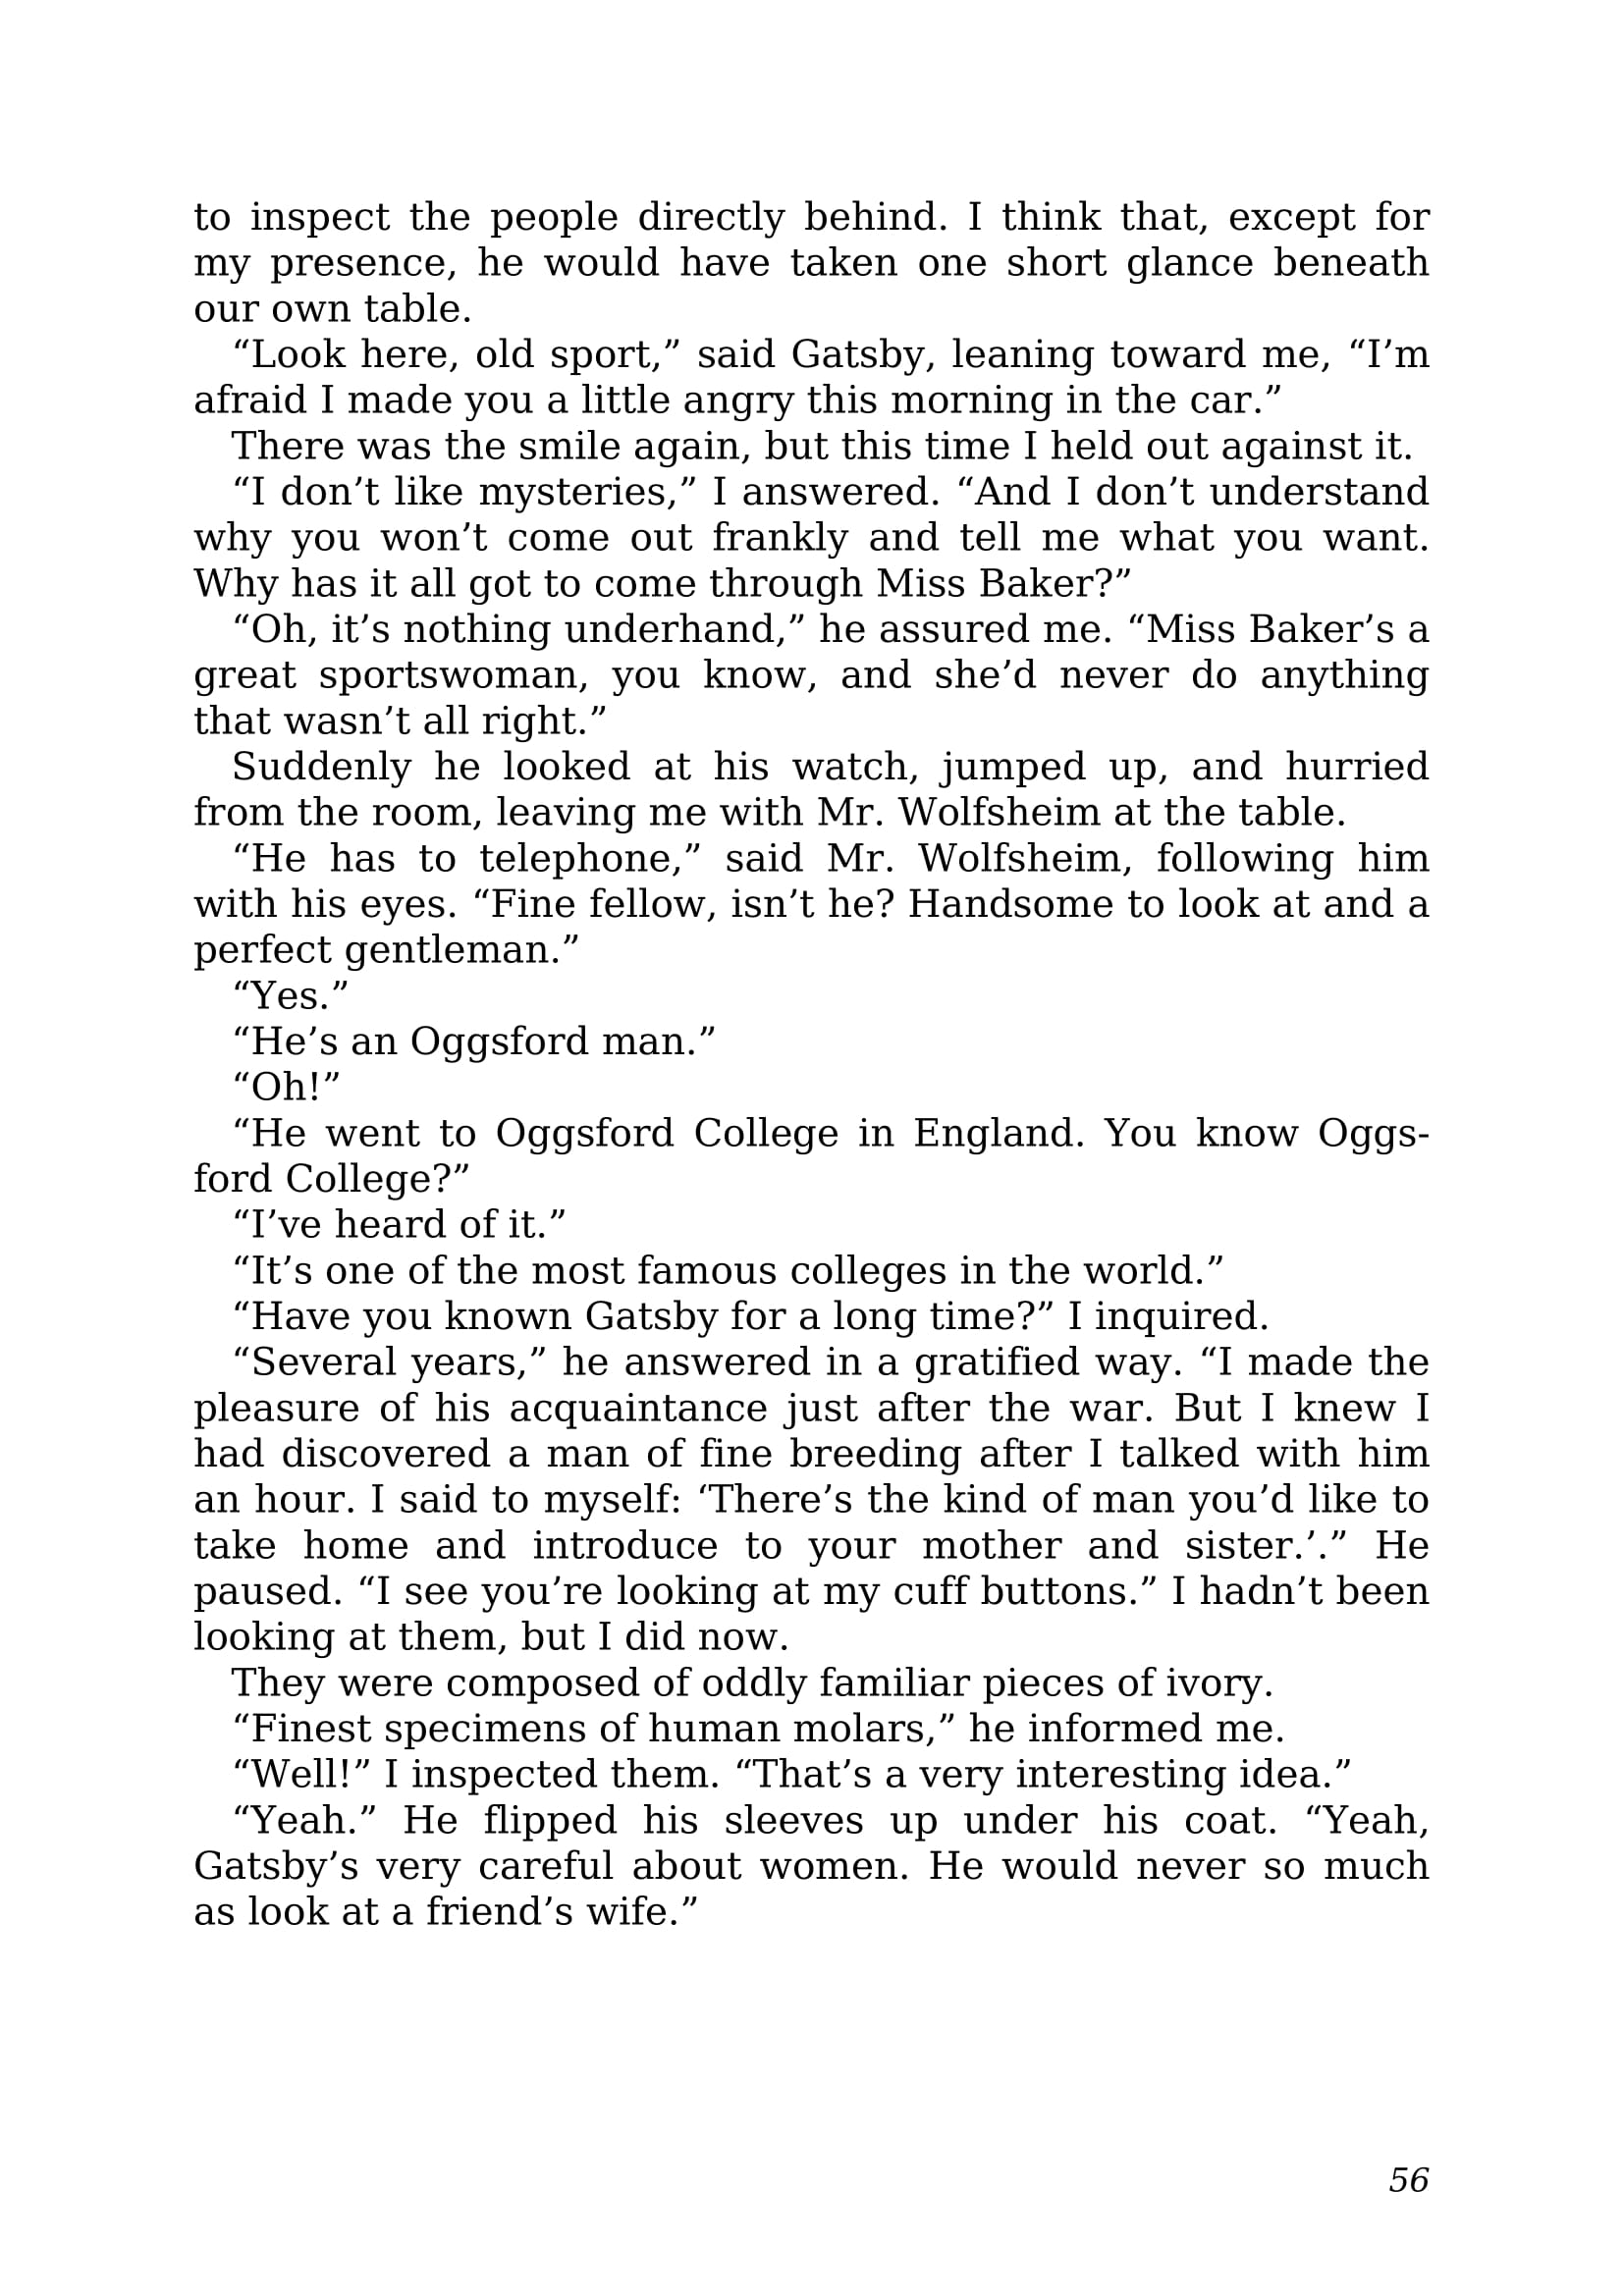 to inspect the people directly behind. I think that, except for
my presence, he would have taken one short glance beneath
our own table.
“Look here, old sport,” said Gatsby, leaning toward me, “I’m
afraid I made you a little angry this morning in the car.”
There was the smile again, but this time I held out against it.
“I don’t like mysteries,” I answered. “And I don’t understand
why you won’t come out frankly and tell me what you want.
Why has it all got to come through Miss Baker?”
“Oh, it’s nothing underhand,” he assured me. “Miss Baker’s a
great sportswoman, you know, and she’d never do anything
that wasn’t all right.”
Suddenly he looked at his watch, jumped up, and hurried
from the room, leaving me with Mr. Wolfsheim at the table.
“He has to telephone,” said Mr. Wolfsheim, following him
with his eyes. “Fine fellow, isn’t he? Handsome to look at and a
perfect gentleman.”
“Yes.”
“He’s an Oggsford man.”
“Oh!”
“He went to Oggsford College in England. You know Oggs-
ford College?”
“I’ve heard of it.”
“It’s one of the most famous colleges in the world.”
“Have you known Gatsby for a long time?” I inquired.
“Several years,” he answered in a gratified way. “I made the
pleasure of his acquaintance just after the war. But I knew I
had discovered a man of fine breeding after I talked with him
an hour. I said to myself: ‘There’s the kind of man you’d like to
take home and introduce to your mother and sister.’.” He
paused. “I see you’re looking at my cuff buttons.” I hadn’t been
looking at them, but I did now.
They were composed of oddly familiar pieces of ivory.
“Finest specimens of human molars,” he informed me.
“Well!” I inspected them. “That’s a very interesting idea.”
“Yeah.” He flipped his sleeves up under his coat. “Yeah,
Gatsby’s very careful about women. He would never so much
as look at a friend’s wife.”
56